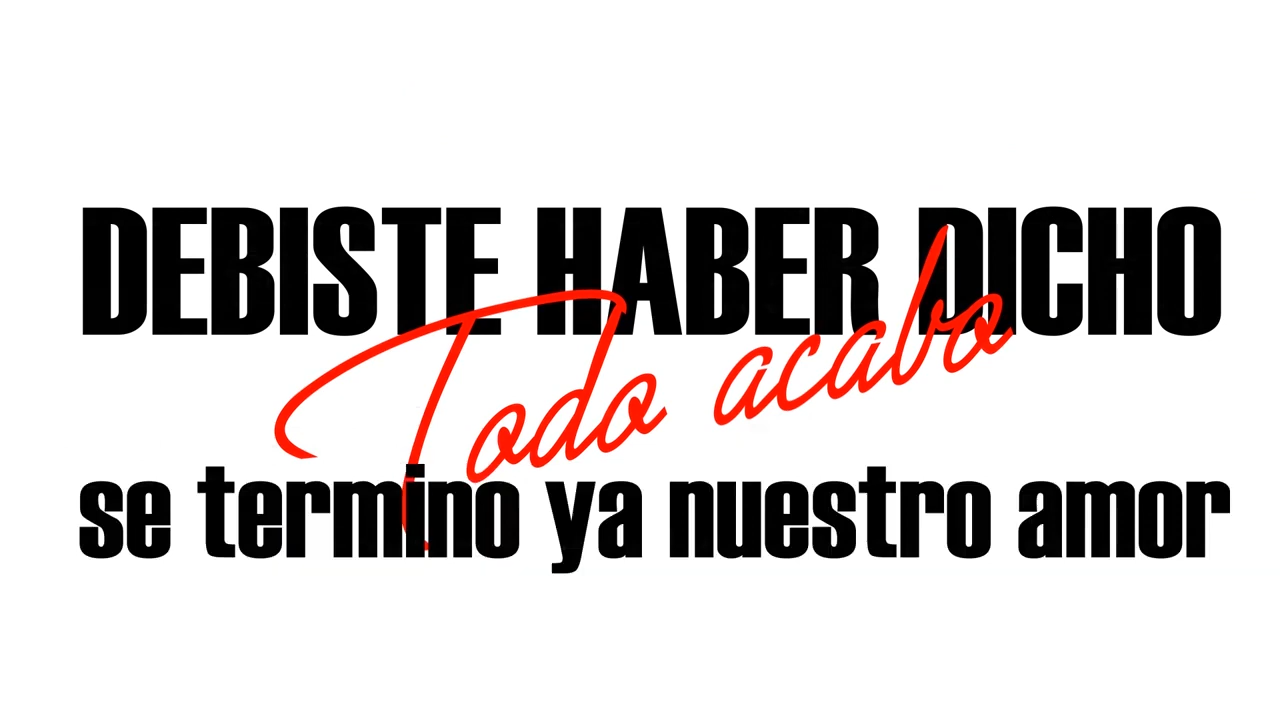 DEBISTE HABER DICHO
Todo acabo
se termino ya nuestro amor